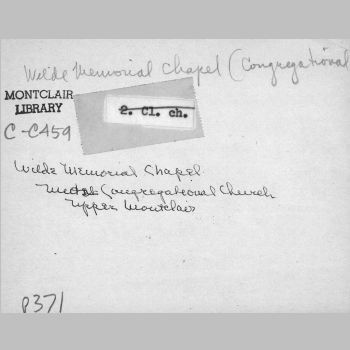 Wilde Memorial Chapel (Congregational
MONTCLAIR
LIBRARY
2. Cl. ch.
C-C459
Wilde Memorial Chapel
Congregational Church
Upper Montclair
P371